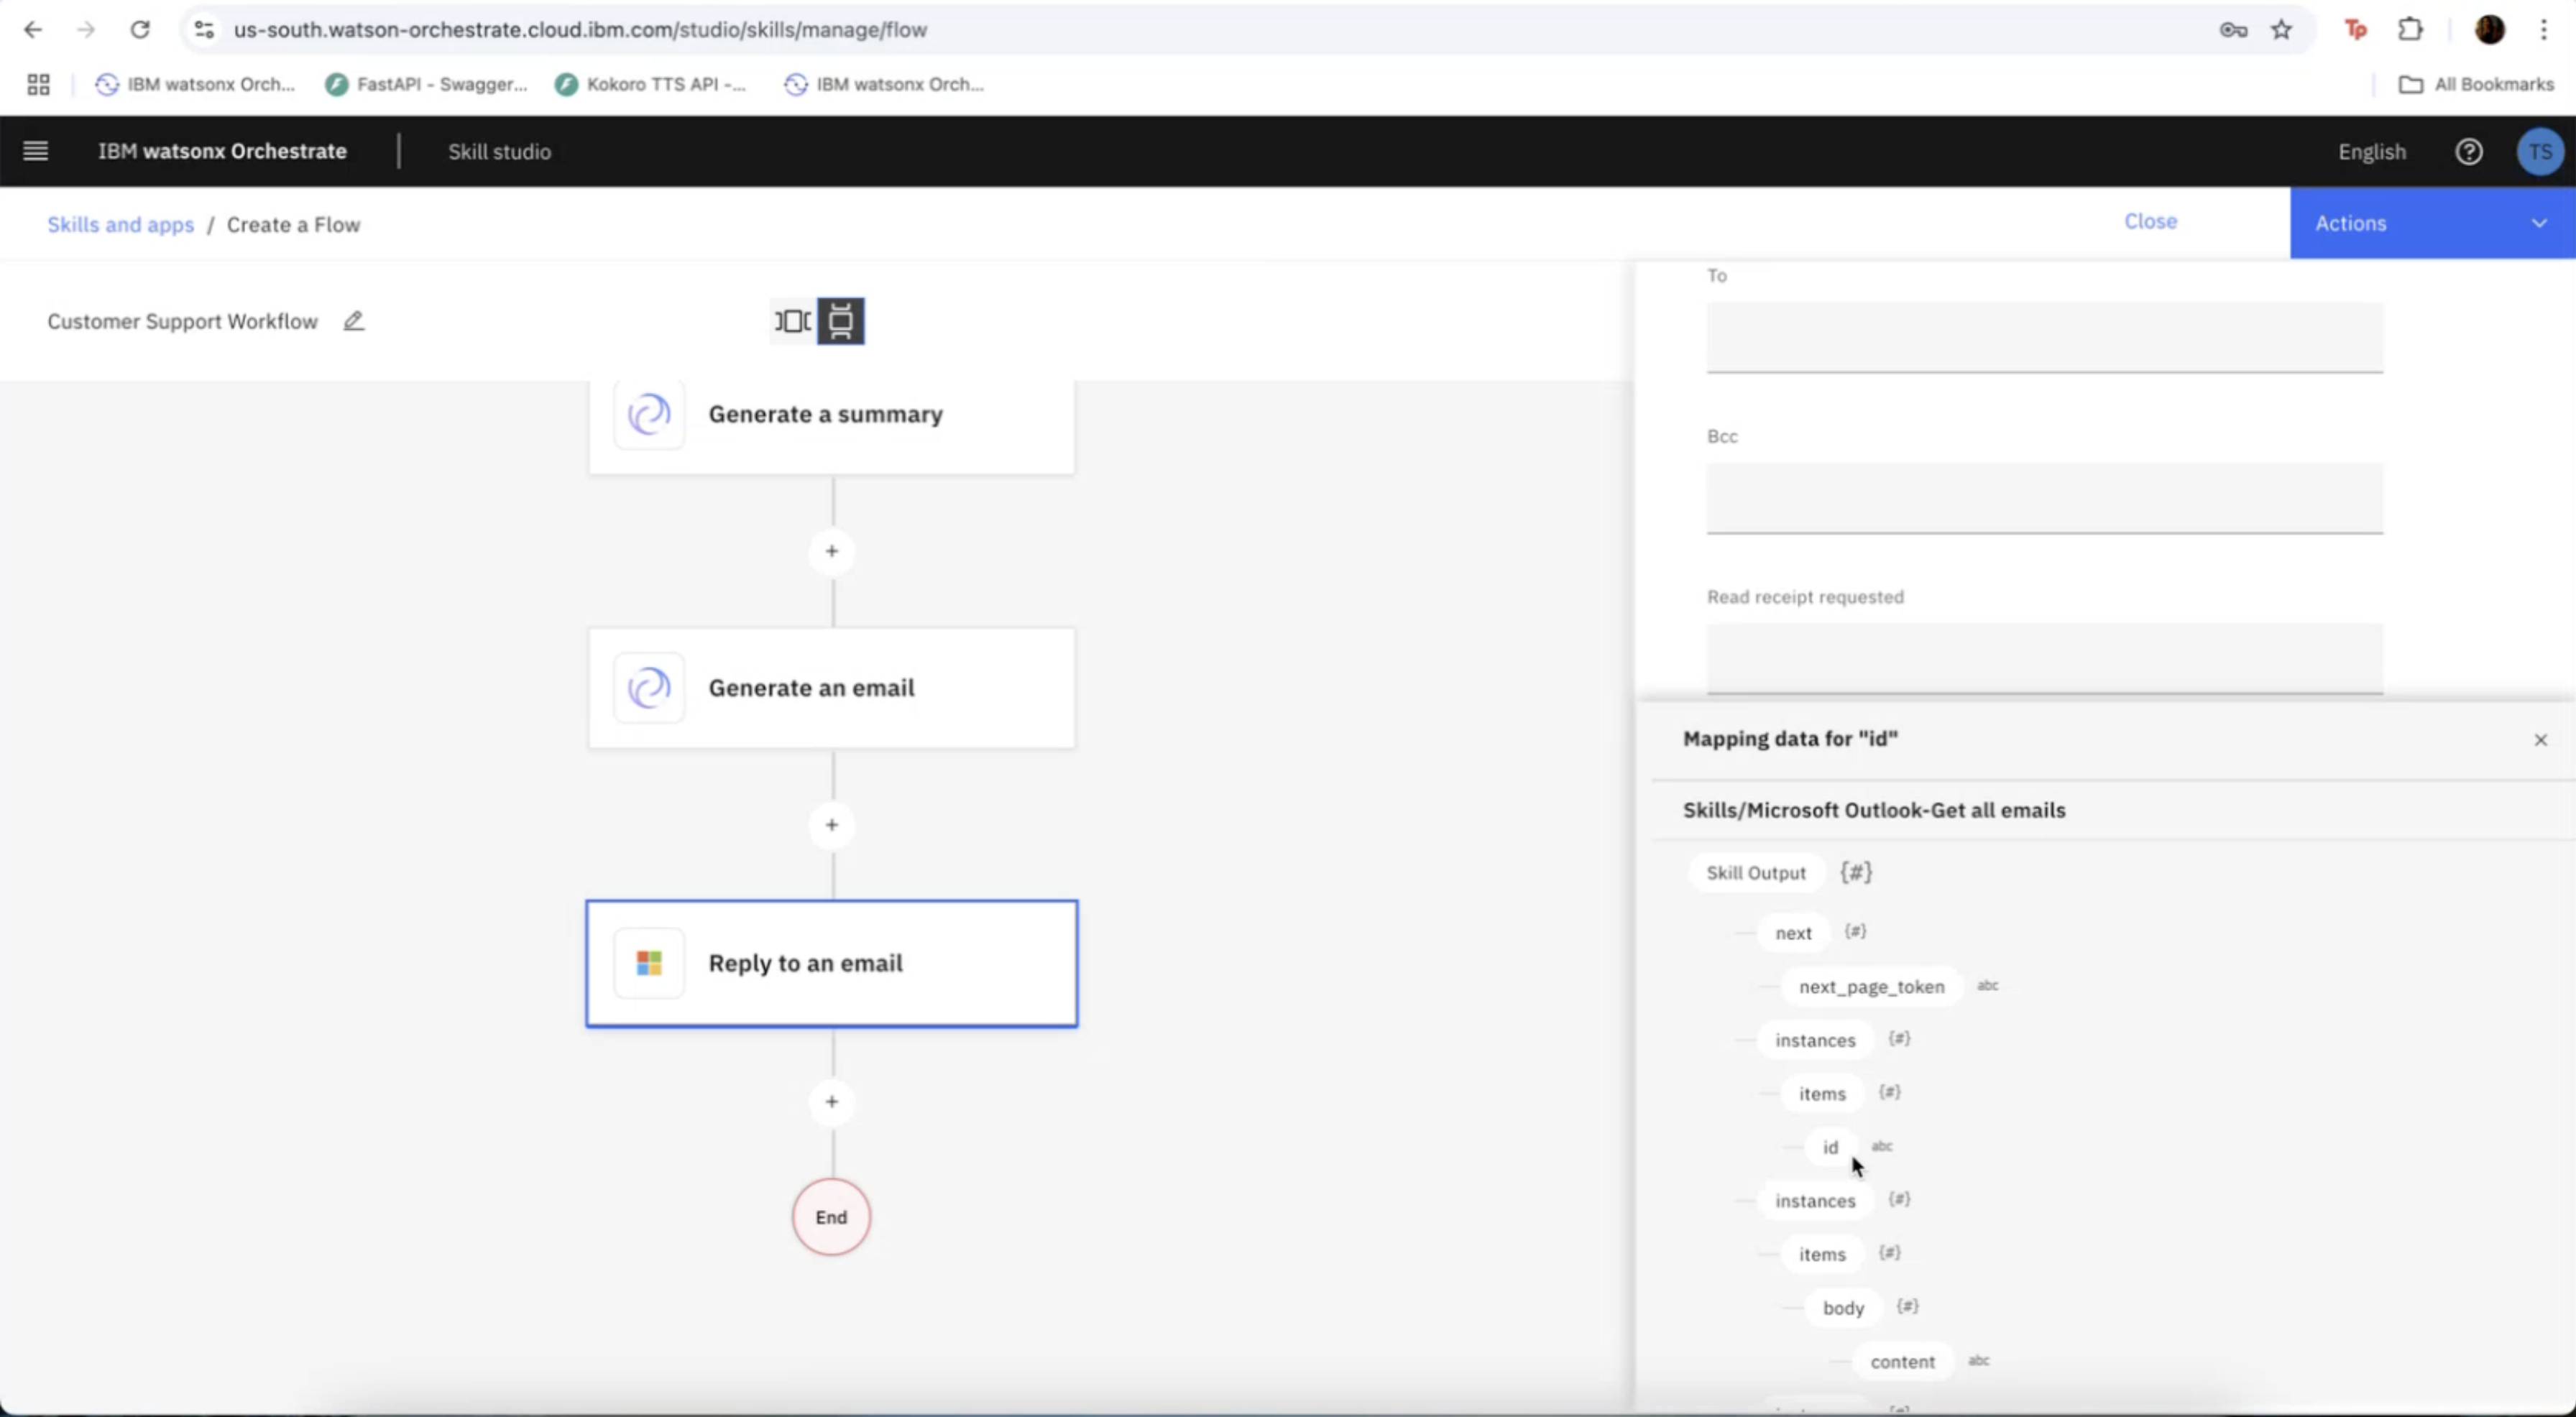 us-south.watson-orchestrate.cloud.ibm.com/studio/skills/manage/flow
Tp
IBM watsonx Orch...
FastAPI - Swagger...
Kokoro TTS API -...
IBM watsonx Orch...
All Bookmarks
IBM watsonx Orchestrate
Skill studio
English
TS
Skills and apps / Create a Flow
Close
Actions
Customer Support Workflow
Generate a summary
+
Generate an email
+
Reply to an email
+
End
To
Bcc
Read receipt requested
Mapping data for "id"
Skills/Microsoft Outlook-Get all emails
Skill Output {#}
next {#}
next_page_token abc
instances {#}
items {#}
id abc
instances {#}
items {#}
body {#}
content abc